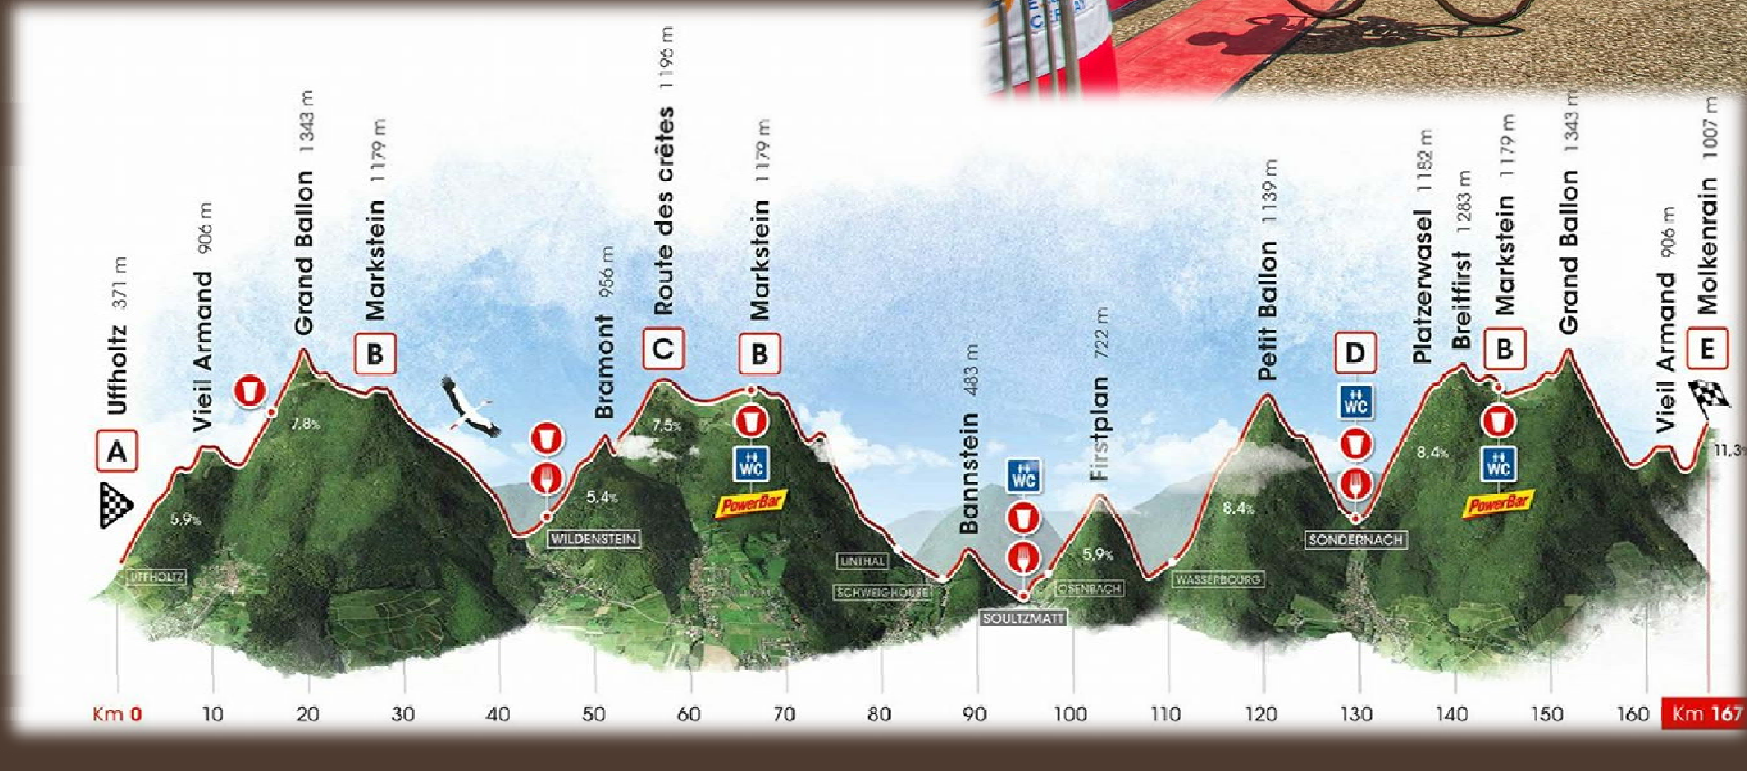 Uffholtz 371 m
Vieil Armand 906 m
Grand Ballon 1343 m
Markstein 1179 m
Bramont 956 m
Route des crêtes 1196 m
Markstein 1179 m
Bannstein 483 m
Firstplan 722 m
Petit Ballon 1139 m
Platzerwasel 1182 m
Breitfirst 1283 m
Markstein 1179 m
Grand Ballon 1343 m
Vieil Armand 906 m
Molkenrain 1007 m
A
B
C
B
D
B
E
WC
WC
WC
WC
PowerBar
PowerBar
5.9%
7.8%
5.4%
7.5%
5.9%
8.4%
8,4%
11,3%
UFFHOLTZ
WILDENSTEIN
LINTHAL
SCHWEIGHOUSE
SOULTZMATT
OSENBACH
WASSERBOURG
SONDERNACH
Km 0 10 20 30 40 50 60 70 80 90 100 110 120 130 140 150 160 Km 167